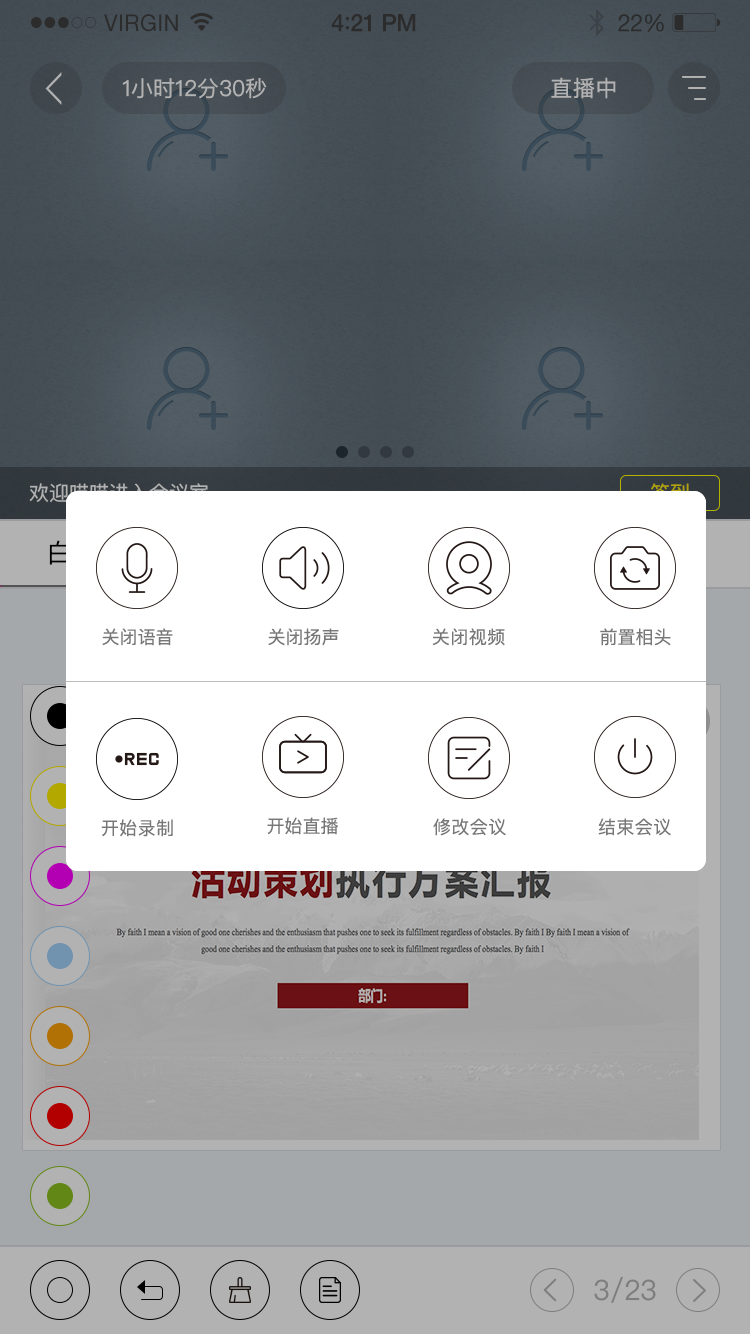 VIRGIN
4:21 PM
22%
1小时12分30秒
直播中
欢迎喵喵进入会议室
签到
白
关闭语音
关闭扬声
关闭视频
前置相头
REC
开始录制
开始直播
修改会议
结束会议
活动策划执行方案汇报
By faith I mean a vision of good one cherishes and the enthusiasm that pushes one to seek its fulfillment regardless of obstacles. By faith I By faith I mean a vision of
good one cherishes and the enthusiasm that pushes one to seek its fulfillment regardless of obstacles. By faith I
部门:
3/23